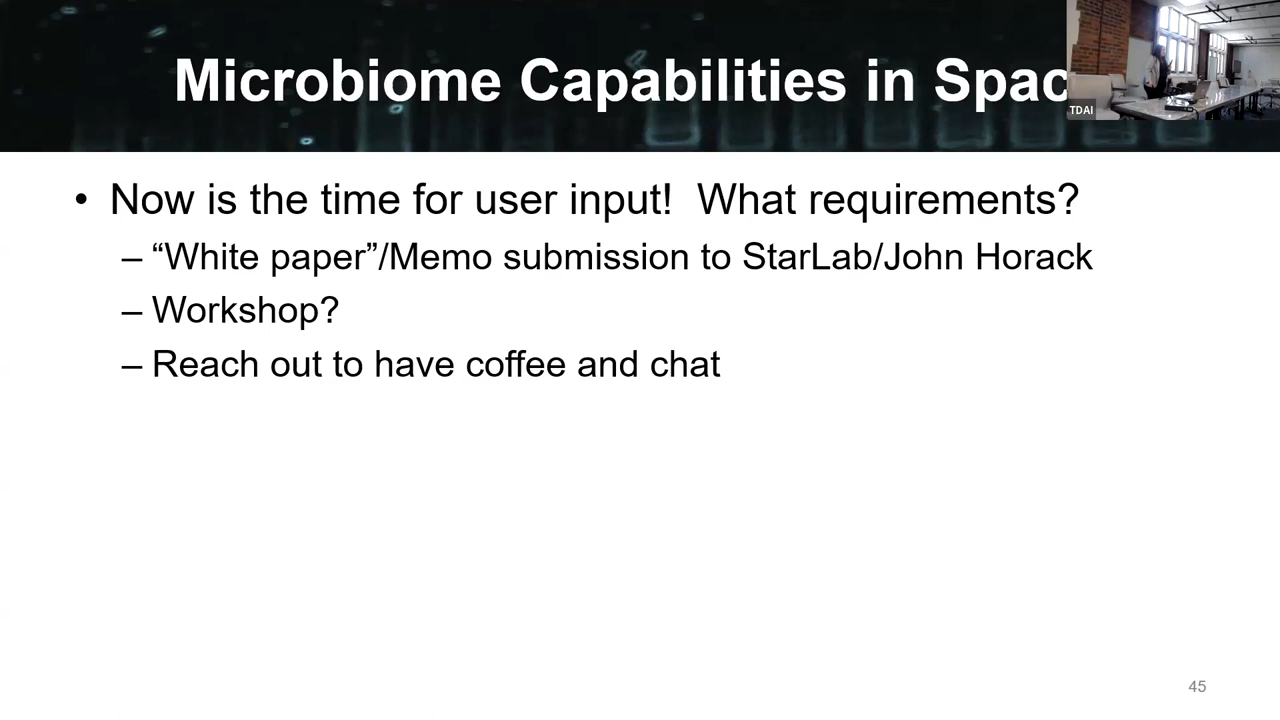 Microbiome Capabilities in Spac
TDAI
• Now is the time for user input!  What requirements?
– “White paper”/Memo submission to StarLab/John Horack
– Workshop?
– Reach out to have coffee and chat
45